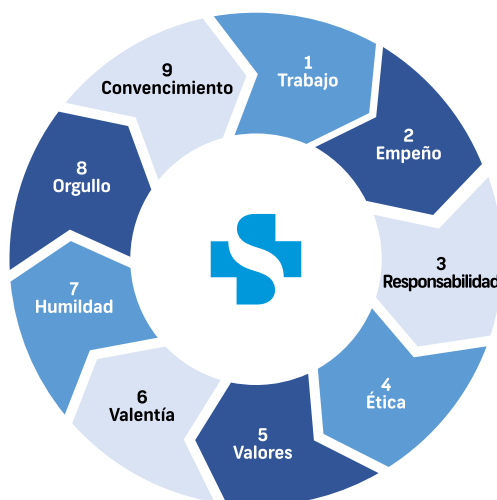 1
Trabajo
2
Empeño
3
Responsabilidad
4
Ética
5
Valores
6
Valentía
7
Humildad
8
Orgullo
9
Convencimiento